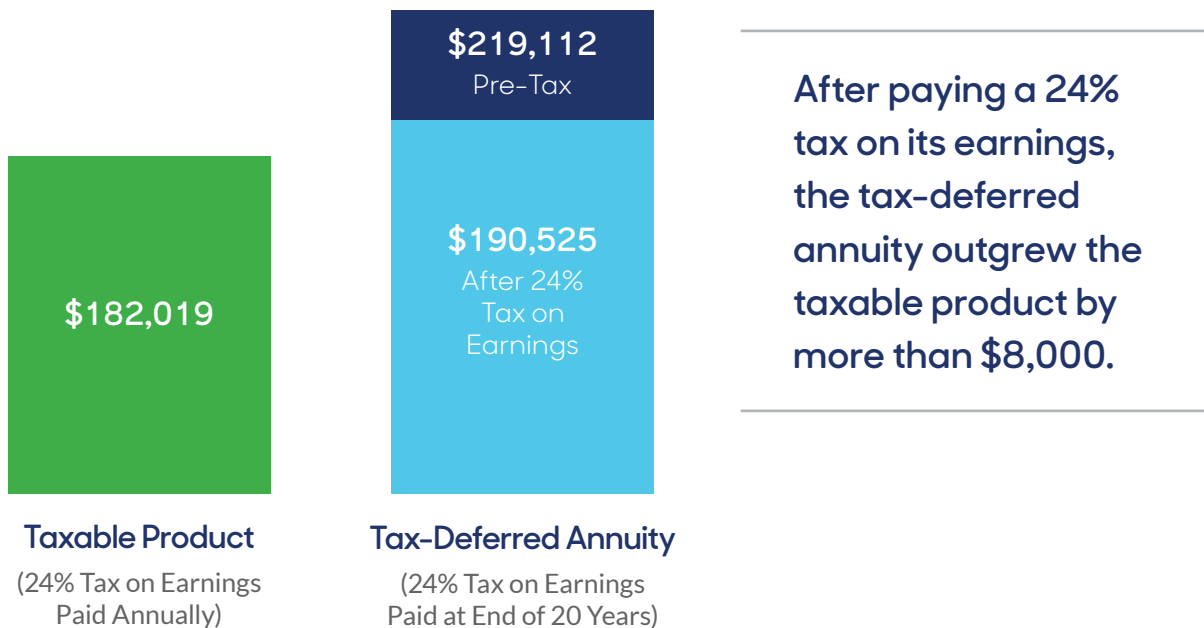 $182,019
Taxable Product
(24% Tax on Earnings
Paid Annually)
$219,112
Pre-Tax
$190,525
After 24%
Tax on
Earnings
Tax-Deferred Annuity
(24% Tax on Earnings
Paid at End of 20 Years)
After paying a 24%
tax on its earnings,
the tax-deferred
annuity outgrew the
taxable product by
more than $8,000.